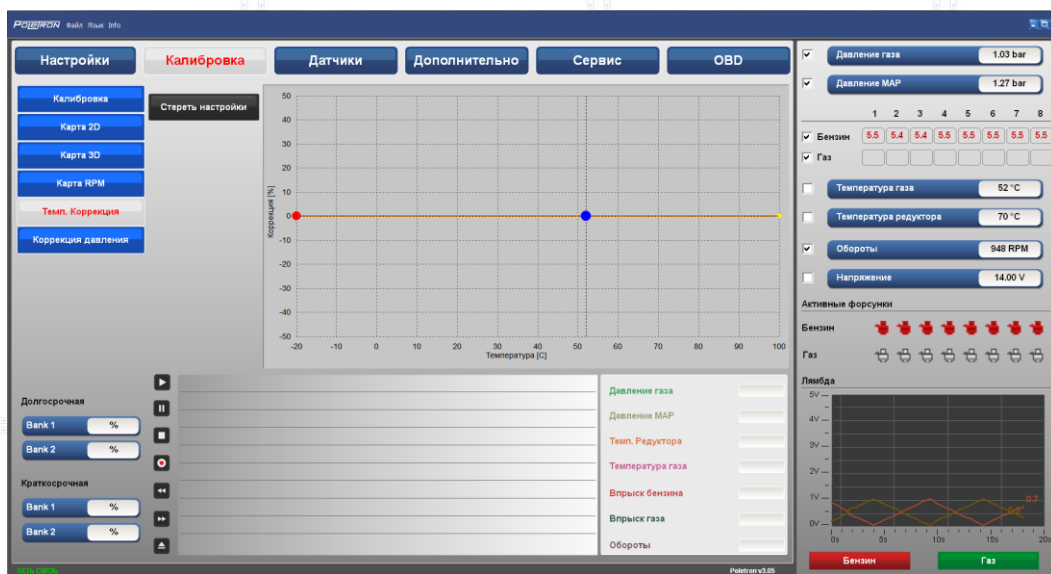 POLETRON Файл Язык Info
Настройки Калибровка Датчики Дополнительно Сервис OBD
Калибровка
Карта 2D
Карта 3D
Карта RPM
Темп. Коррекция
Коррекция давления
Стереть настройки
Коррекция [%]
50
40
30
20
10
0
-10
-20
-30
-40
-50
-20 -10 0 10 20 30 40 50 60 70 80 90 100
Температура [C]
Долгосрочная
Bank 1 %
Bank 2 %
Краткосрочная
Bank 1 %
Bank 2 %
Давление газа
Давление MAP
Темп. Редуктора
Температура газа
Впрыск бензина
Впрыск газа
Обороты
ЕСТЬ СВЯЗЬ
Poletron v3.05
Давление газа 1.03 bar
Давление MAP 1.27 bar
1 2 3 4 5 6 7 8
Бензин 5.5 5.4 5.4 5.5 5.5 5.5 5.5 5.5
Газ
Температура газа 52 °C
Температура редуктора 70 °C
Обороты 948 RPM
Напряжение 14.00 V
Активные форсунки
Бензин
Газ
Лямбда
5V
4V
3V
2V
1V
0V
0.7
0s 5s 10s 15s 20s
Бензин Газ